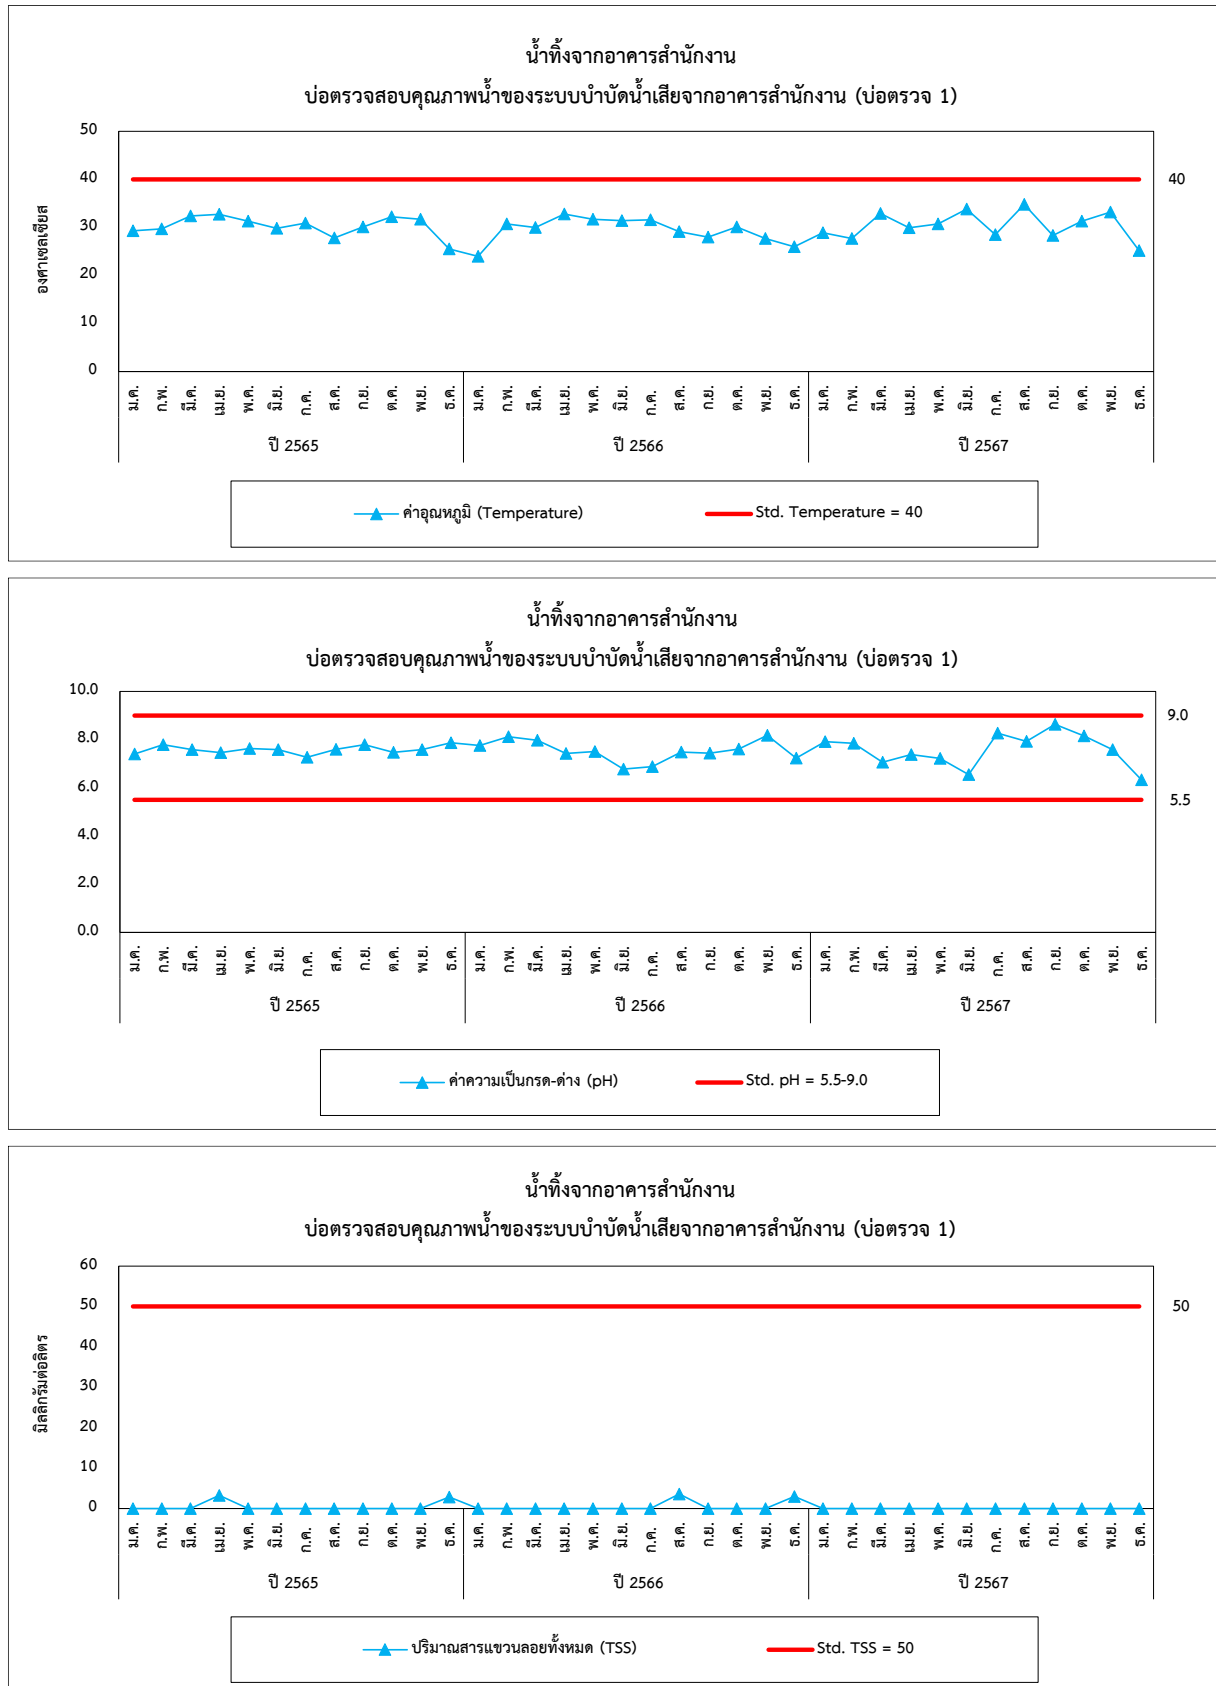 น้ำทิ้งจากอาคารสำนักงาน
บ่อตรวจสอบคุณภาพน้ำของระบบบำบัดน้ำเสียจากอาคารสำนักงาน (บ่อตรวจ 1)
50
40
30
20
10
0
องศาเซลเซียส
40
ม.ค. ก.พ. มี.ค. เม.ย. พ.ค. มิ.ย. ก.ค. ส.ค. ก.ย. ต.ค. พ.ย. ธ.ค. ม.ค. ก.พ. มี.ค. เม.ย. พ.ค. มิ.ย. ก.ค. ส.ค. ก.ย. ต.ค. พ.ย. ธ.ค. ม.ค. ก.พ. มี.ค. เม.ย. พ.ค. มิ.ย. ก.ค. ส.ค. ก.ย. ต.ค. พ.ย. ธ.ค.
ปี 2565 ปี 2566 ปี 2567
ค่าอุณหภูมิ (Temperature) Std. Temperature = 40
น้ำทิ้งจากอาคารสำนักงาน
บ่อตรวจสอบคุณภาพน้ำของระบบบำบัดน้ำเสียจากอาคารสำนักงาน (บ่อตรวจ 1)
10.0
8.0
6.0
4.0
2.0
0.0
9.0
5.5
ม.ค. ก.พ. มี.ค. เม.ย. พ.ค. มิ.ย. ก.ค. ส.ค. ก.ย. ต.ค. พ.ย. ธ.ค. ม.ค. ก.พ. มี.ค. เม.ย. พ.ค. มิ.ย. ก.ค. ส.ค. ก.ย. ต.ค. พ.ย. ธ.ค. ม.ค. ก.พ. มี.ค. เม.ย. พ.ค. มิ.ย. ก.ค. ส.ค. ก.ย. ต.ค. พ.ย. ธ.ค.
ปี 2565 ปี 2566 ปี 2567
ค่าความเป็นกรด-ด่าง (pH) Std. pH = 5.5-9.0
น้ำทิ้งจากอาคารสำนักงาน
บ่อตรวจสอบคุณภาพน้ำของระบบบำบัดน้ำเสียจากอาคารสำนักงาน (บ่อตรวจ 1)
60
50
40
30
20
10
0
มิลลิกรัมต่อลิตร
50
ม.ค. ก.พ. มี.ค. เม.ย. พ.ค. มิ.ย. ก.ค. ส.ค. ก.ย. ต.ค. พ.ย. ธ.ค. ม.ค. ก.พ. มี.ค. เม.ย. พ.ค. มิ.ย. ก.ค. ส.ค. ก.ย. ต.ค. พ.ย. ธ.ค. ม.ค. ก.พ. มี.ค. เม.ย. พ.ค. มิ.ย. ก.ค. ส.ค. ก.ย. ต.ค. พ.ย. ธ.ค.
ปี 2565 ปี 2566 ปี 2567
ปริมาณสารแขวนลอยทั้งหมด (TSS) Std. TSS = 50